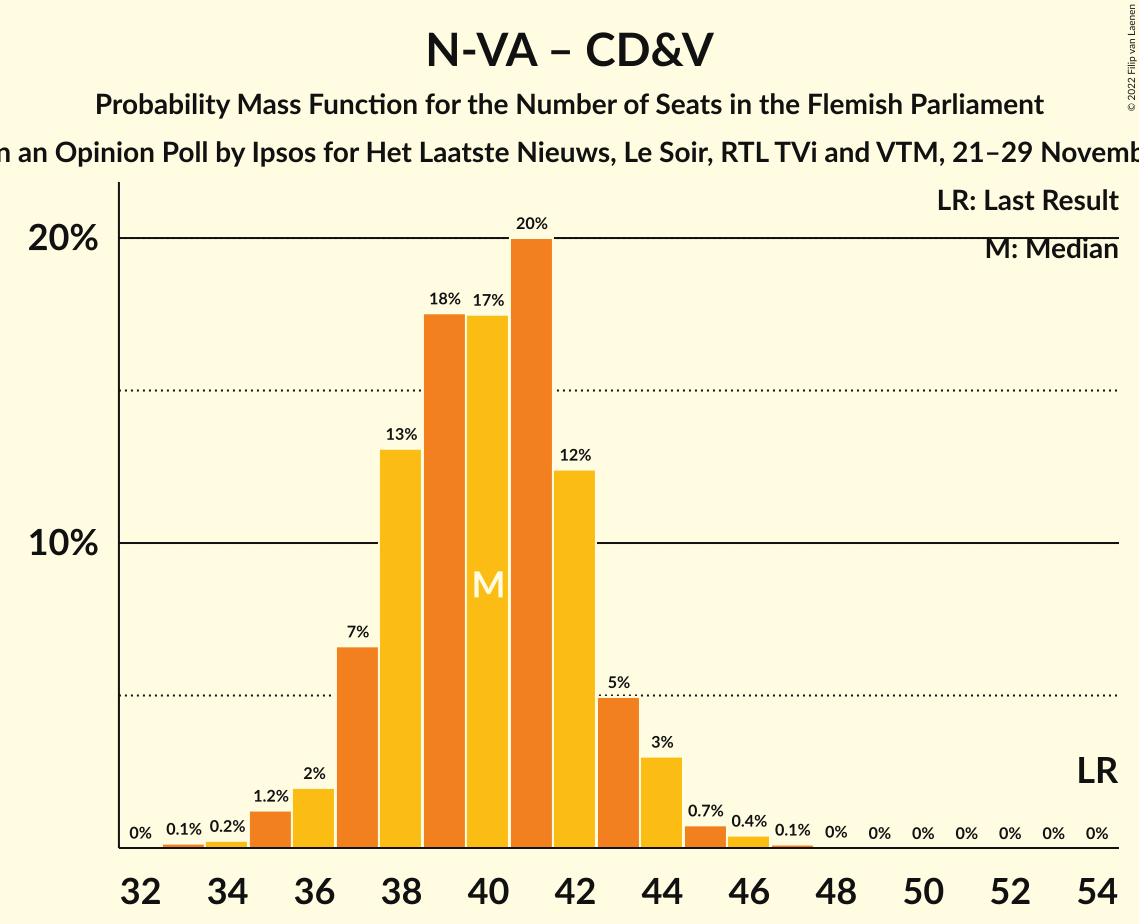 N-VA – CD&V
Probability Mass Function for the Number of Seats in the Flemish Parliament
an Opinion Poll by Ipsos for Het Laatste Nieuws, Le Soir, RTL TVi and VTM, 21–29
© 2022 Filip van Laenen
LR: Last Result
M: Median
20%
10%
0% 0.1% 0.2% 1.2% 2% 7% 13% 18% 17% 20% 12% 5% 3% 0.7% 0.4% 0.1% 0% 0% 0% 0% 0% 0% 0%
M
LR
32 34 36 38 40 42 44 46 48 50 52 54